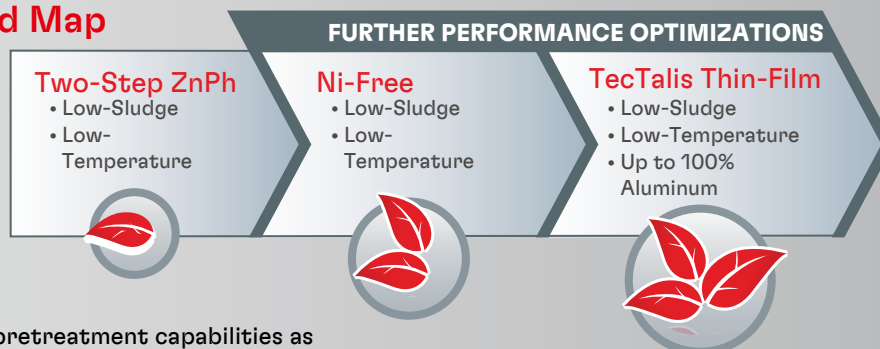 d Map
FURTHER PERFORMANCE OPTIMIZATIONS
Two-Step ZnPh
• Low-Sludge
• Low-
Temperature
Ni-Free
• Low-Sludge
• Low-
Temperature
TecTalis Thin-Film
• Low-Sludge
• Low-Temperature
• Up to 100%
Aluminum
pretreatment capabilities as